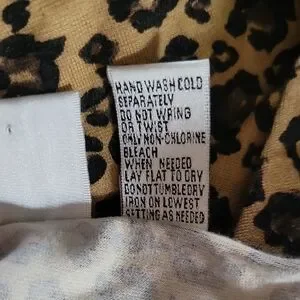 HAND WASH COLD
SEPARATELY
DO NOT WRING
OR TWIST
ONLY NON-CHLORINE
BLEACH
WHEN NEEDED
LAY FLAT TO DRY
DO NOT TUMBLE DRY
IRON ON LOWEST
SETTING AS NEEDED